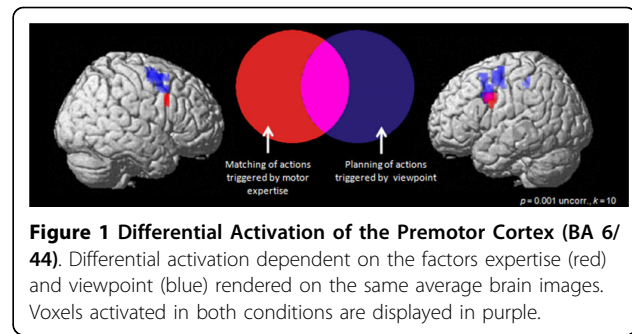 Matching of actions
triggered by motor
expertise
Planning of actions
triggered by viewpoint
p = 0.001 uncorr., k = 10
Figure 1 Differential Activation of the Premotor Cortex (BA 6/
44). Differential activation dependent on the factors expertise (red)
and viewpoint (blue) rendered on the same average brain images.
Voxels activated in both conditions are displayed in purple.